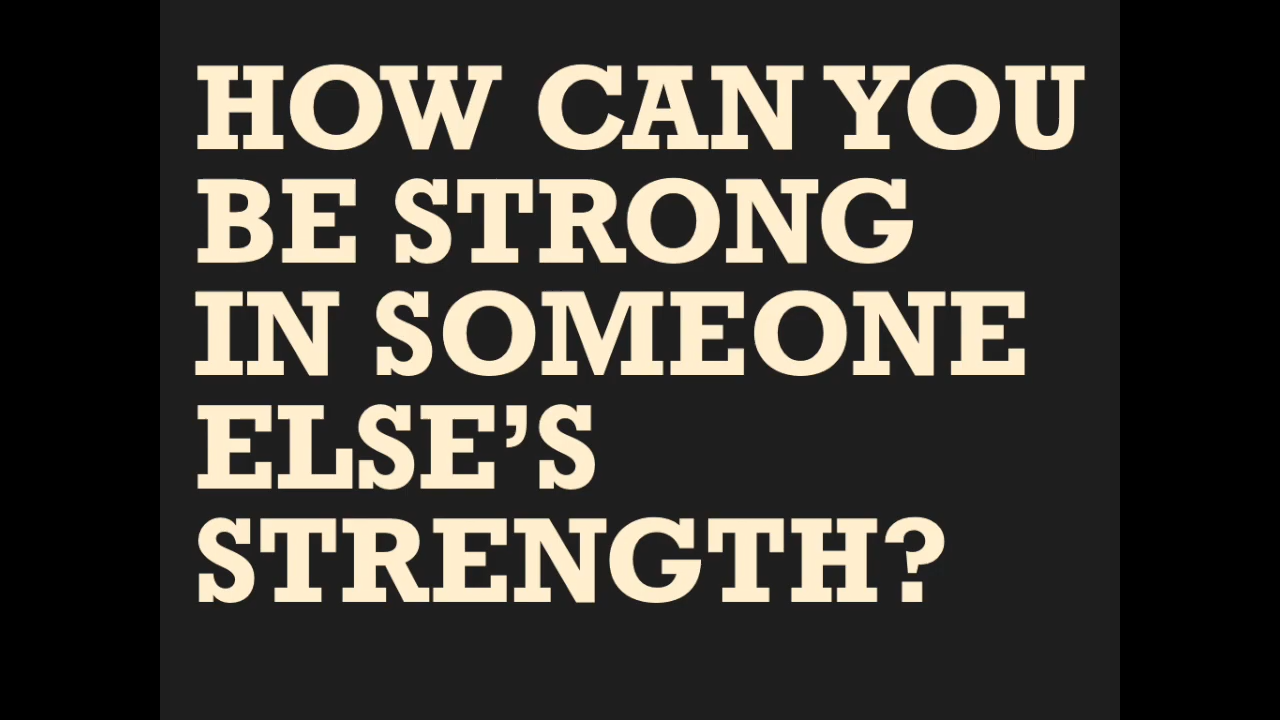 HOW CAN YOU
BE STRONG
IN SOMEONE
ELSE’S
STRENGTH?